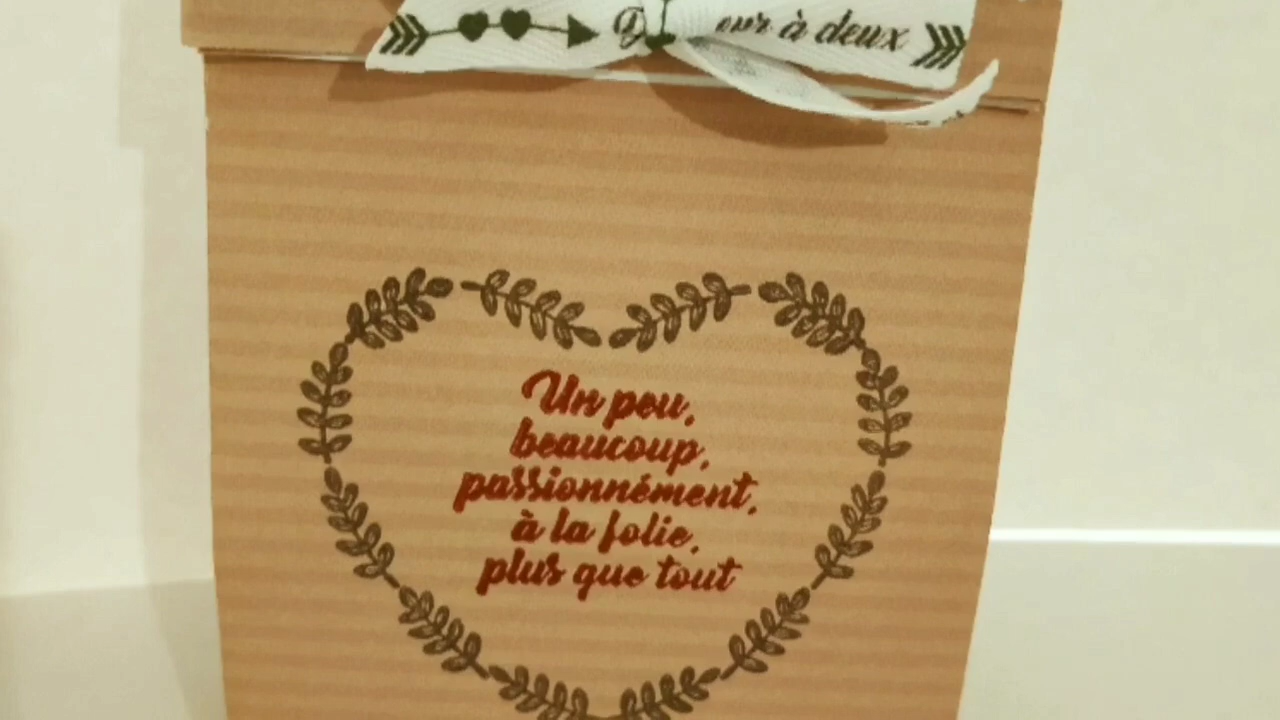 à deux
Un peu,
beaucoup,
passionnément,
à la folie,
plus que tout